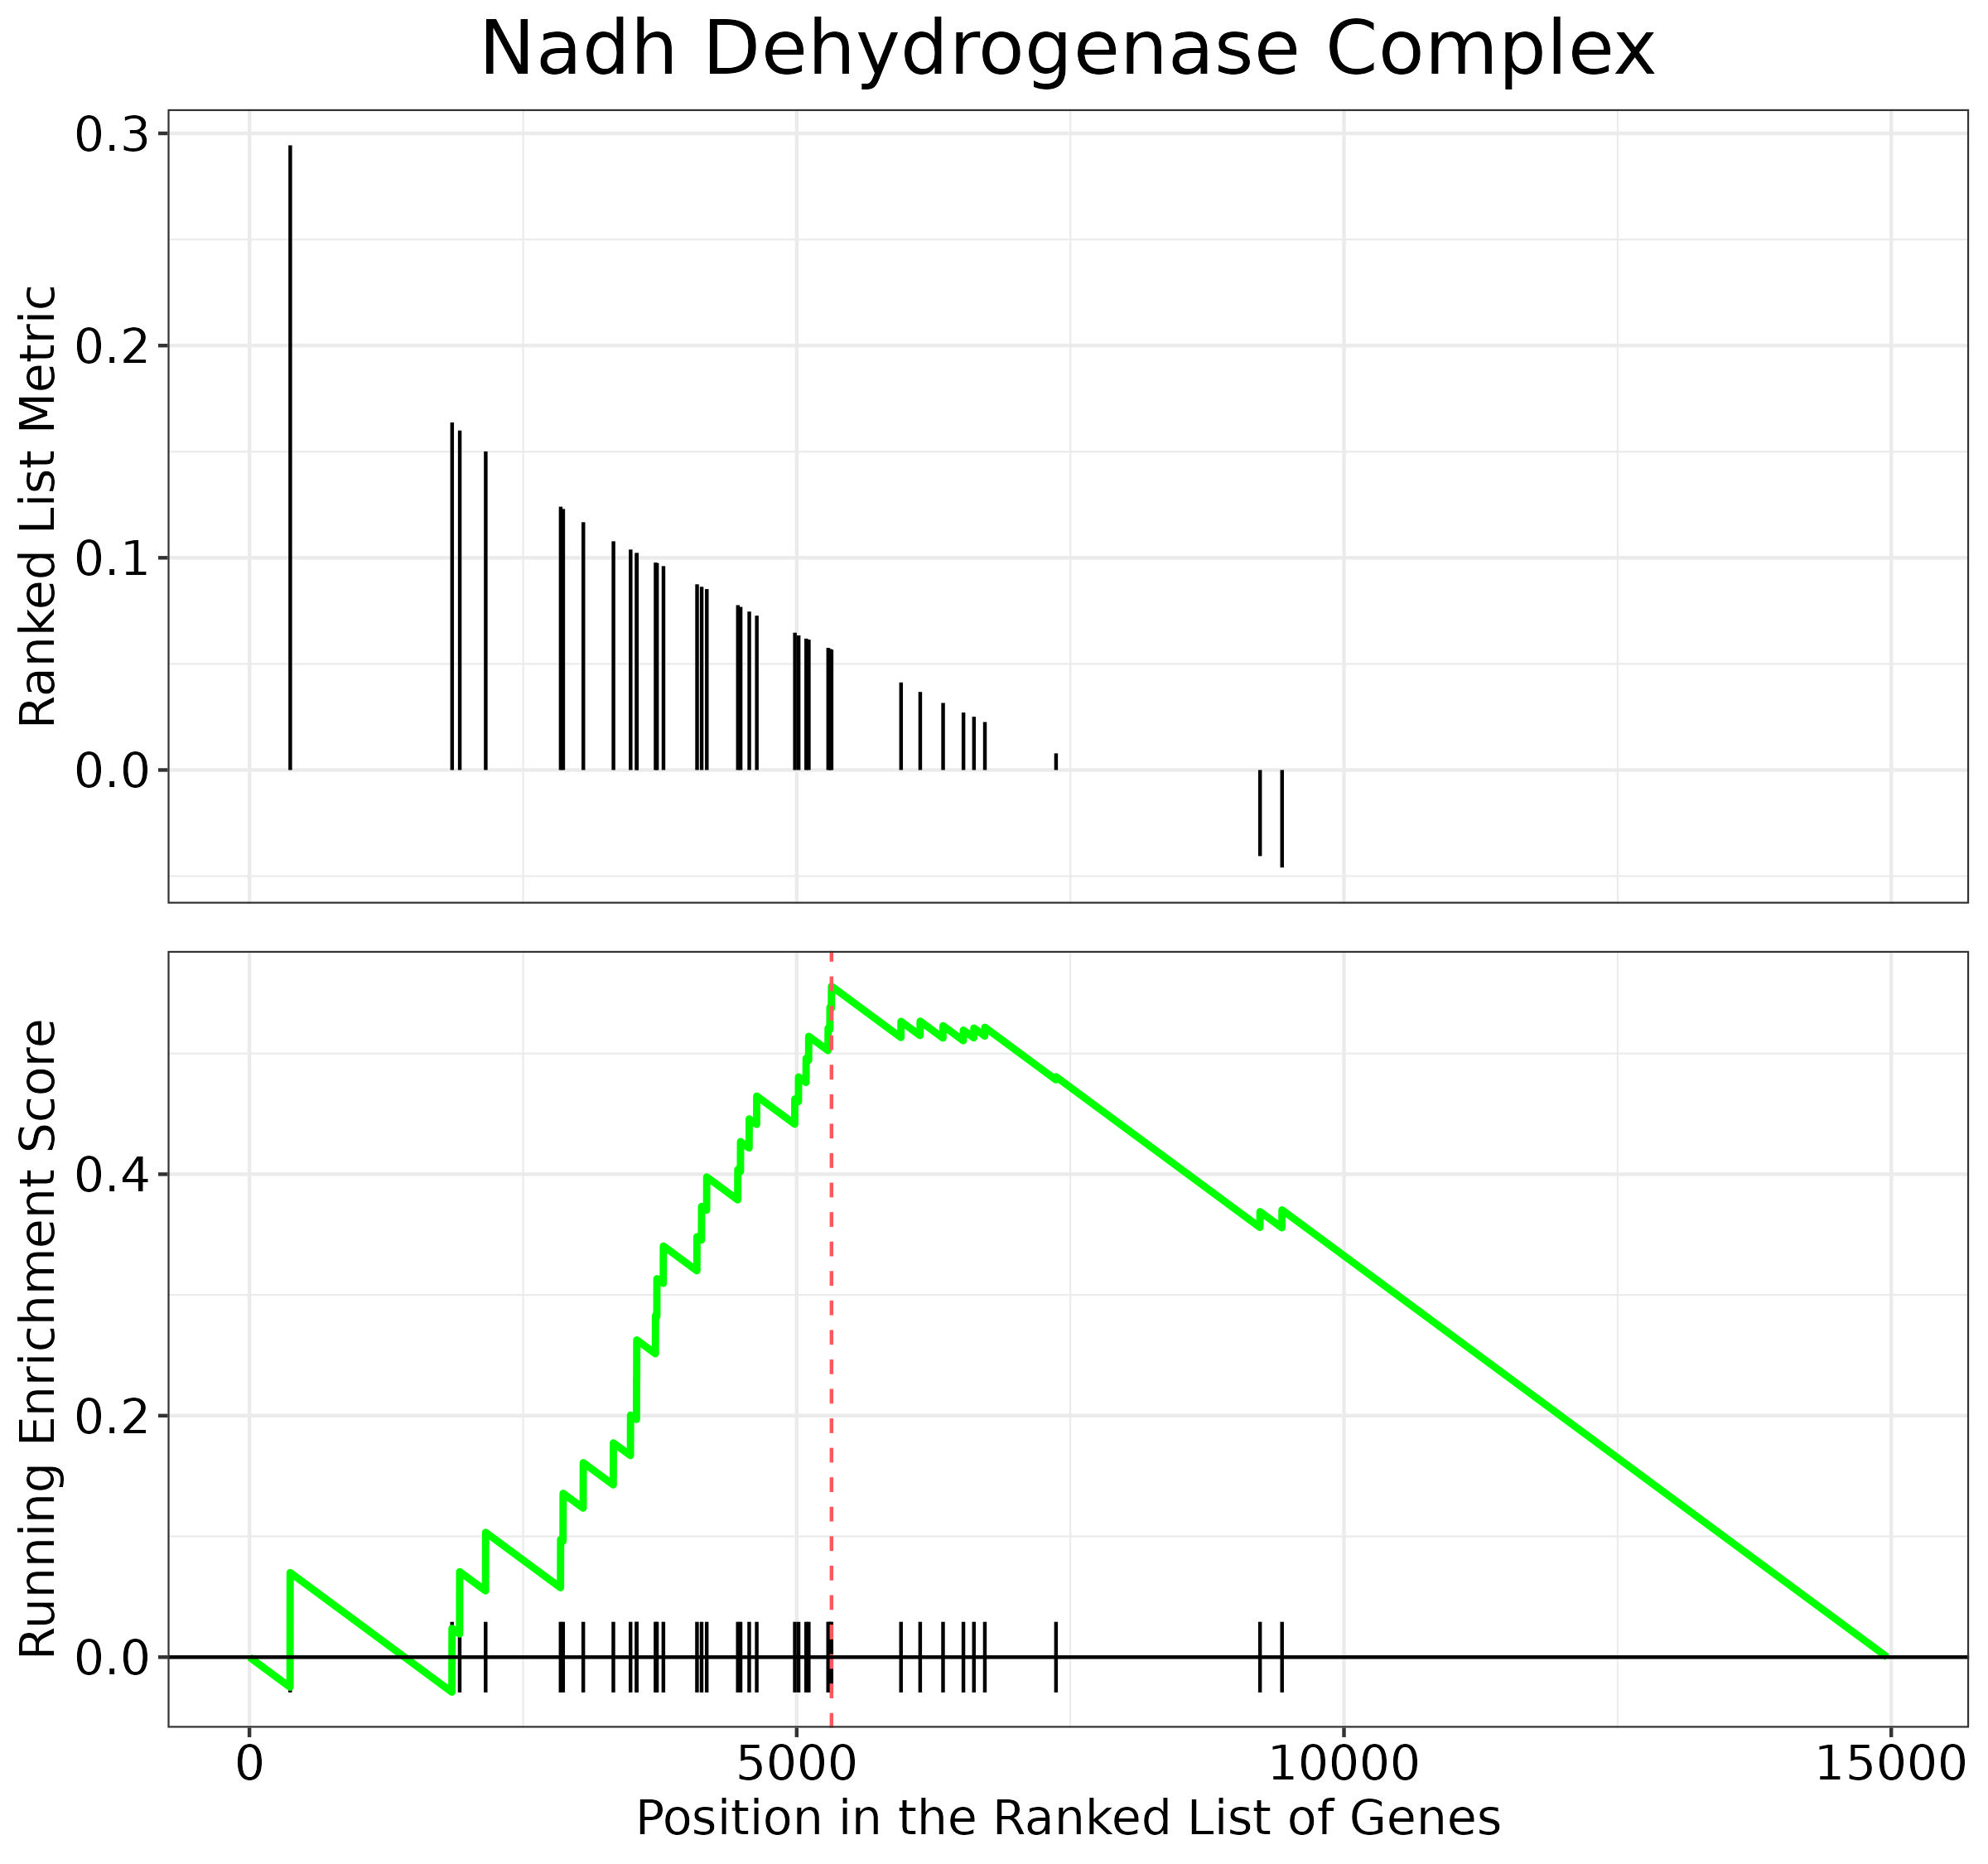 Nadh Dehydrogenase Complex
Ranked List Metric
0.3
0.2
0.1
0.0
Running Enrichment Score
0.4
0.2
0.0
0 5000 10000 15000
Position in the Ranked List of Genes